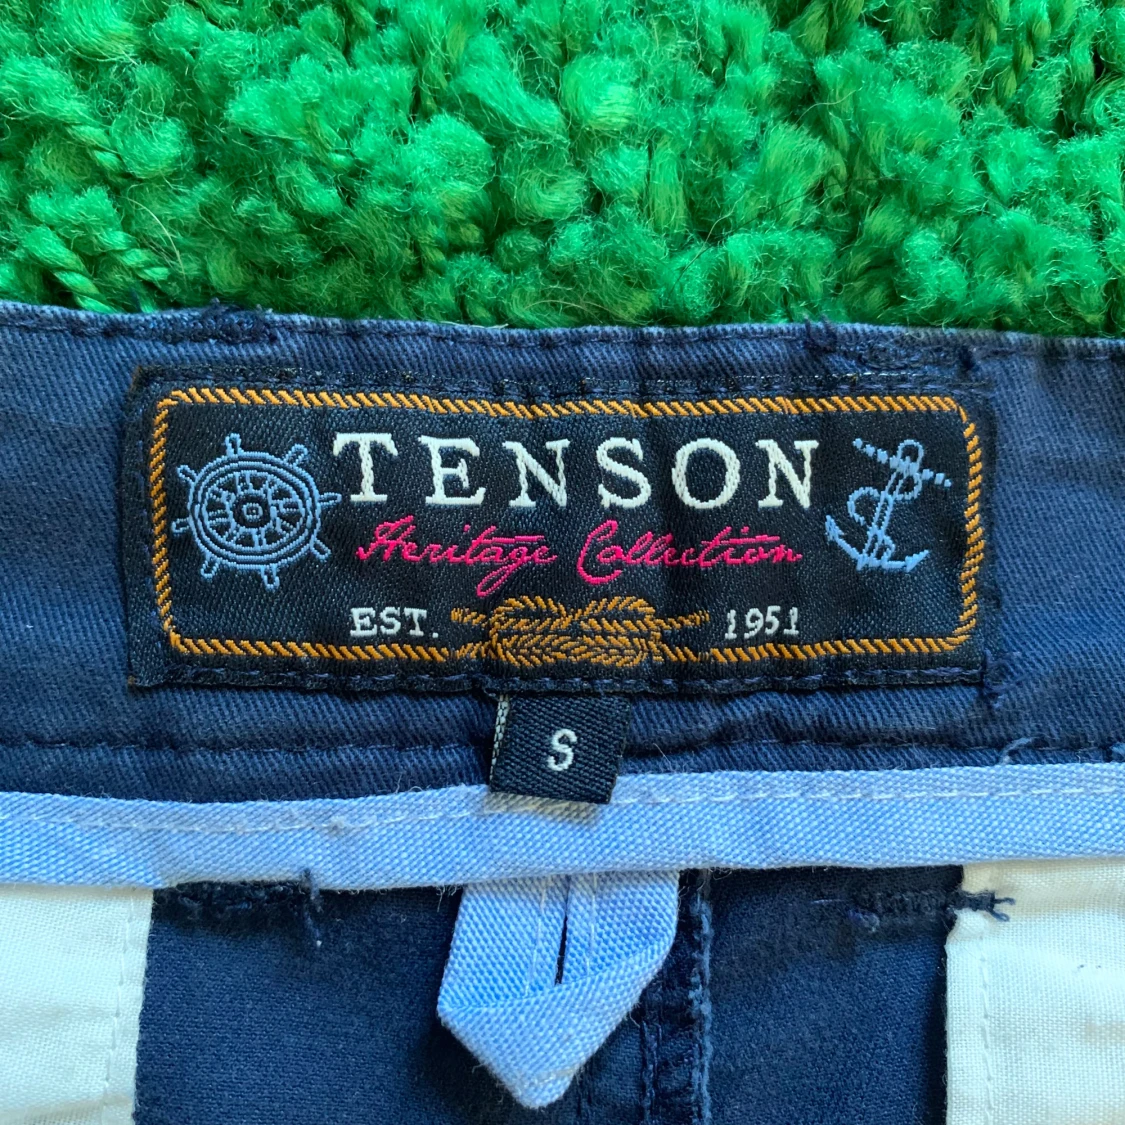 TENSON
Heritage Collection
EST. 1951
S